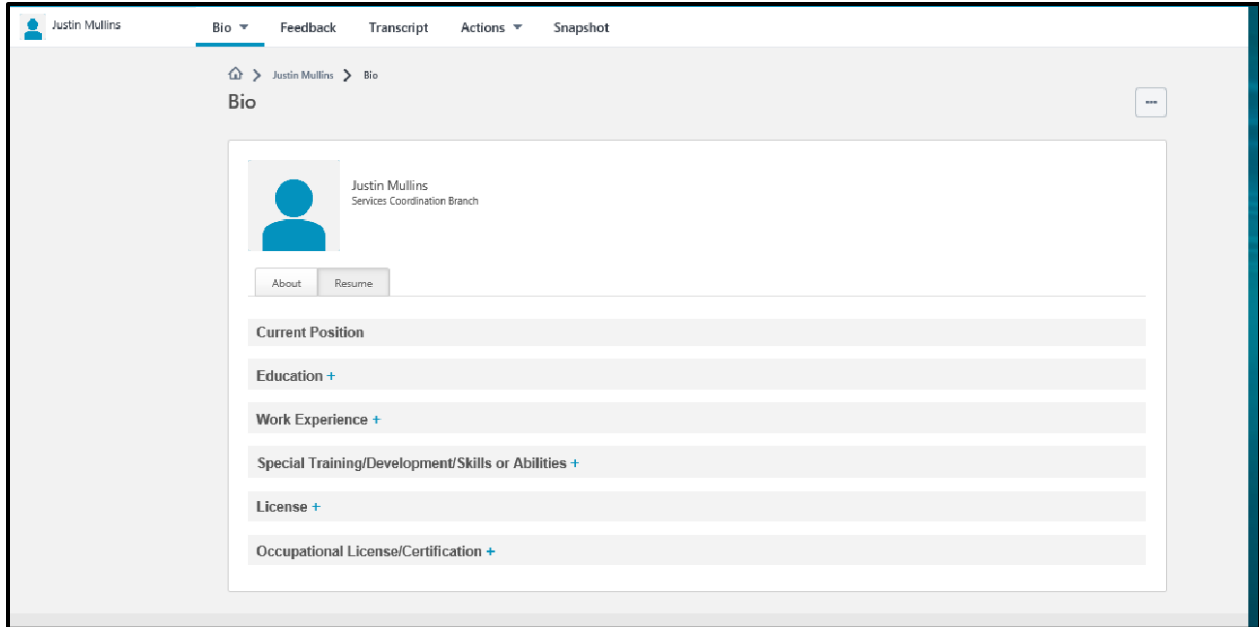 Justin Mullins
Bio Feedback Transcript Actions Snapshot
Justin Mullins Bio
Bio
Justin Mullins
Services Coordination Branch
About Resume
Current Position
Education +
Work Experience +
Special Training/Development/Skills or Abilities +
License +
Occupational License/Certification +